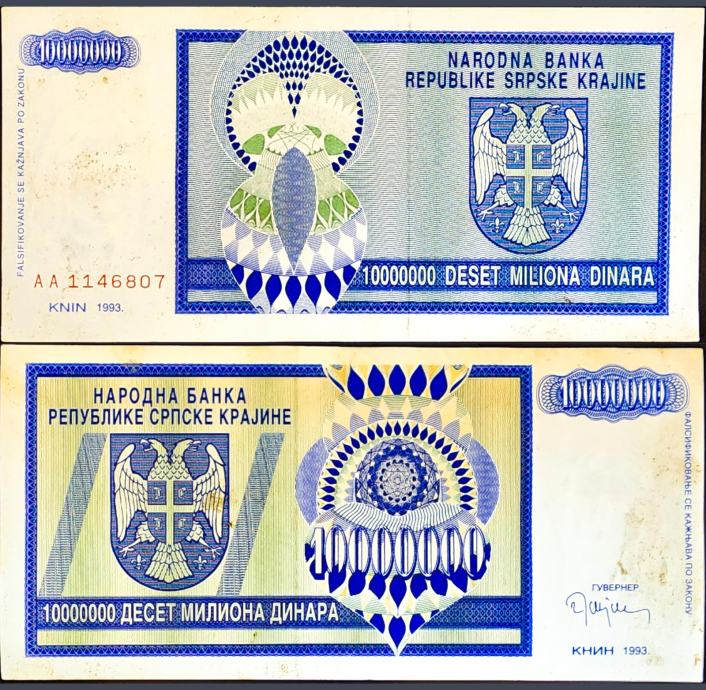 10000000
NARODNA BANKA
REPUBLIKE SRPSKE KRAJINE
FALSIFIKOVANJE SE KAŽNJAVA PO ZAKONU
AA 1146807
KNIN 1993.
10000000 DESET MILIONA DINARA
НАРОДНА БАНКА
РЕПУБЛИКЕ СРПСКЕ КРАЈИНЕ
10000000
ФАЛСИФИКОВАЊЕ СЕ КАЖЊАВА ПО ЗАКОНУ
10000000
ГУВЕРНЕР
10000000 ДЕСЕТ МИЛИОНА ДИНАРА
КНИН 1993.